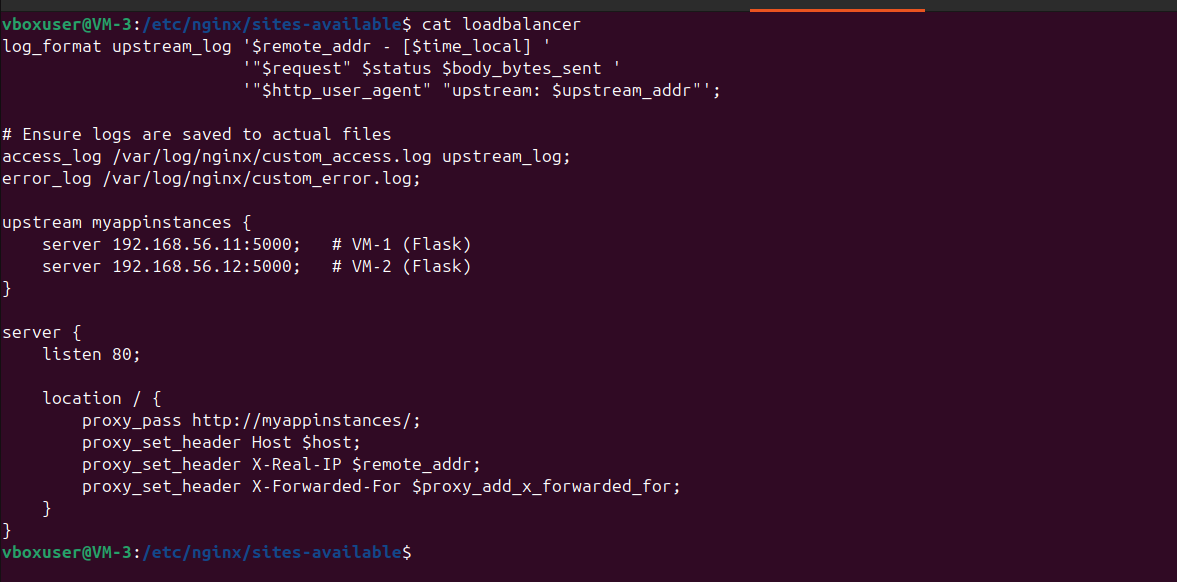 vboxuser@VM-3:/etc/nginx/sites-available$ cat loadbalancer
log_format upstream_log '$remote_addr - [$time_local] '
                        '"$request" $status $body_bytes_sent '
                        '"$http_user_agent" "upstream: $upstream_addr"';

# Ensure logs are saved to actual files
access_log /var/log/nginx/custom_access.log upstream_log;
error_log /var/log/nginx/custom_error.log;

upstream myappinstances {
    server 192.168.56.11:5000;   # VM-1 (Flask)
    server 192.168.56.12:5000;   # VM-2 (Flask)
}

server {
    listen 80;

    location / {
        proxy_pass http://myappinstances/;
        proxy_set_header Host $host;
        proxy_set_header X-Real-IP $remote_addr;
        proxy_set_header X-Forwarded-For $proxy_add_x_forwarded_for;
    }
}
vboxuser@VM-3:/etc/nginx/sites-available$